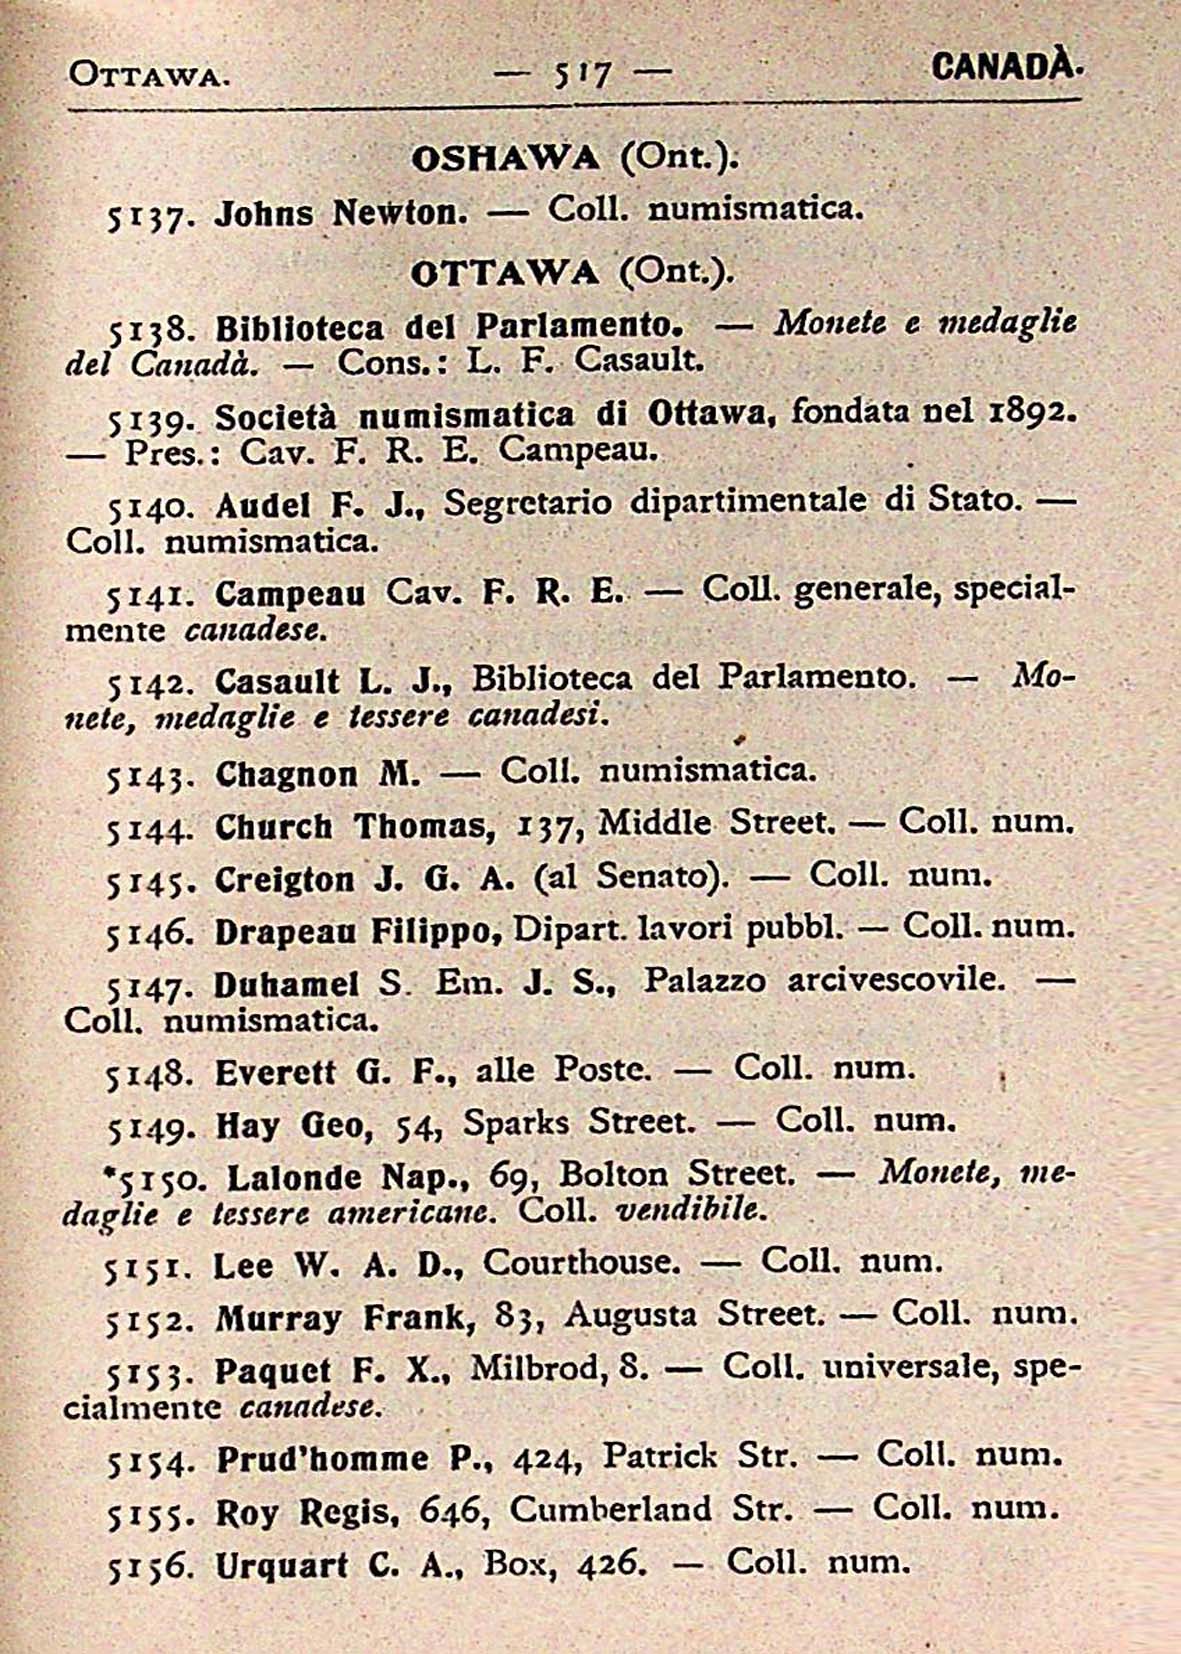 OTTAWA. — 517 — CANADÀ.
OSHAWA (Ont.).
5137. Johns Newton. — Coll. numismatica.
OTTAWA (Ont.).
5138. Biblioteca del Parlamento. — Monete e medaglie
del Canadà. — Cons.: L. F. Casault.
5139. Società numismatica di Ottawa, fondata nel 1892.
— Pres.: Cav. F. R. E. Campeau.
5140. Audel F. J., Segretario dipartimentale di Stato. —
Coll. numismatica.
5141. Campeau Cav. F. R. E. — Coll. generale, special-
mente canadese.
5142. Casault L. J., Biblioteca del Parlamento. — Mo-
nete, medaglie e tessere canadesi.
5143. Chagnon M. — Coll. numismatica.
5144. Church Thomas, 137, Middle Street. — Coll. num.
5145. Creigton J. G. A. (al Senato). — Coll. num.
5146. Drapeau Filippo, Dipart. lavori pubbl. — Coll. num.
5147. Duhamel S. Em. J. S., Palazzo arcivescovile. —
Coll. numismatica.
5148. Everett G. F., alle Poste. — Coll. num.
5149. Hay Geo, 54, Sparks Street. — Coll. num.
*5150. Lalonde Nap., 69, Bolton Street. — Monete, me-
daglie e tessere americane. Coll. vendibile.
5151. Lee W. A. D., Courthouse. — Coll. num.
5152. Murray Frank, 83, Augusta Street. — Coll. num.
5153. Paquet F. X., Milbrod, 8. — Coll. universale, spe-
cialmente canadese.
5154. Prud'homme P., 424, Patrick Str. — Coll. num.
5155. Roy Regis, 646, Cumberland Str. — Coll. num.
5156. Urquart C. A., Box, 426. — Coll. num.